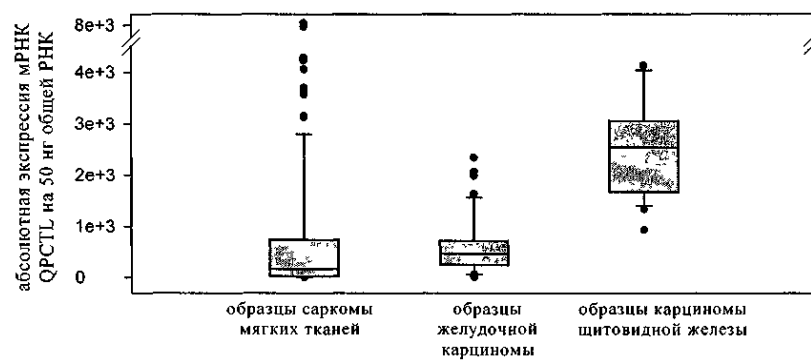 абсолютная экспрессия мРНК
QPCTL на 50 нг общей РНК
8e+3
4e+3
3e+3
2e+3
1e+3
0
образцы саркомы
мягких тканей
образцы
желудочной
карциномы
образцы карциномы
щитовидной железы